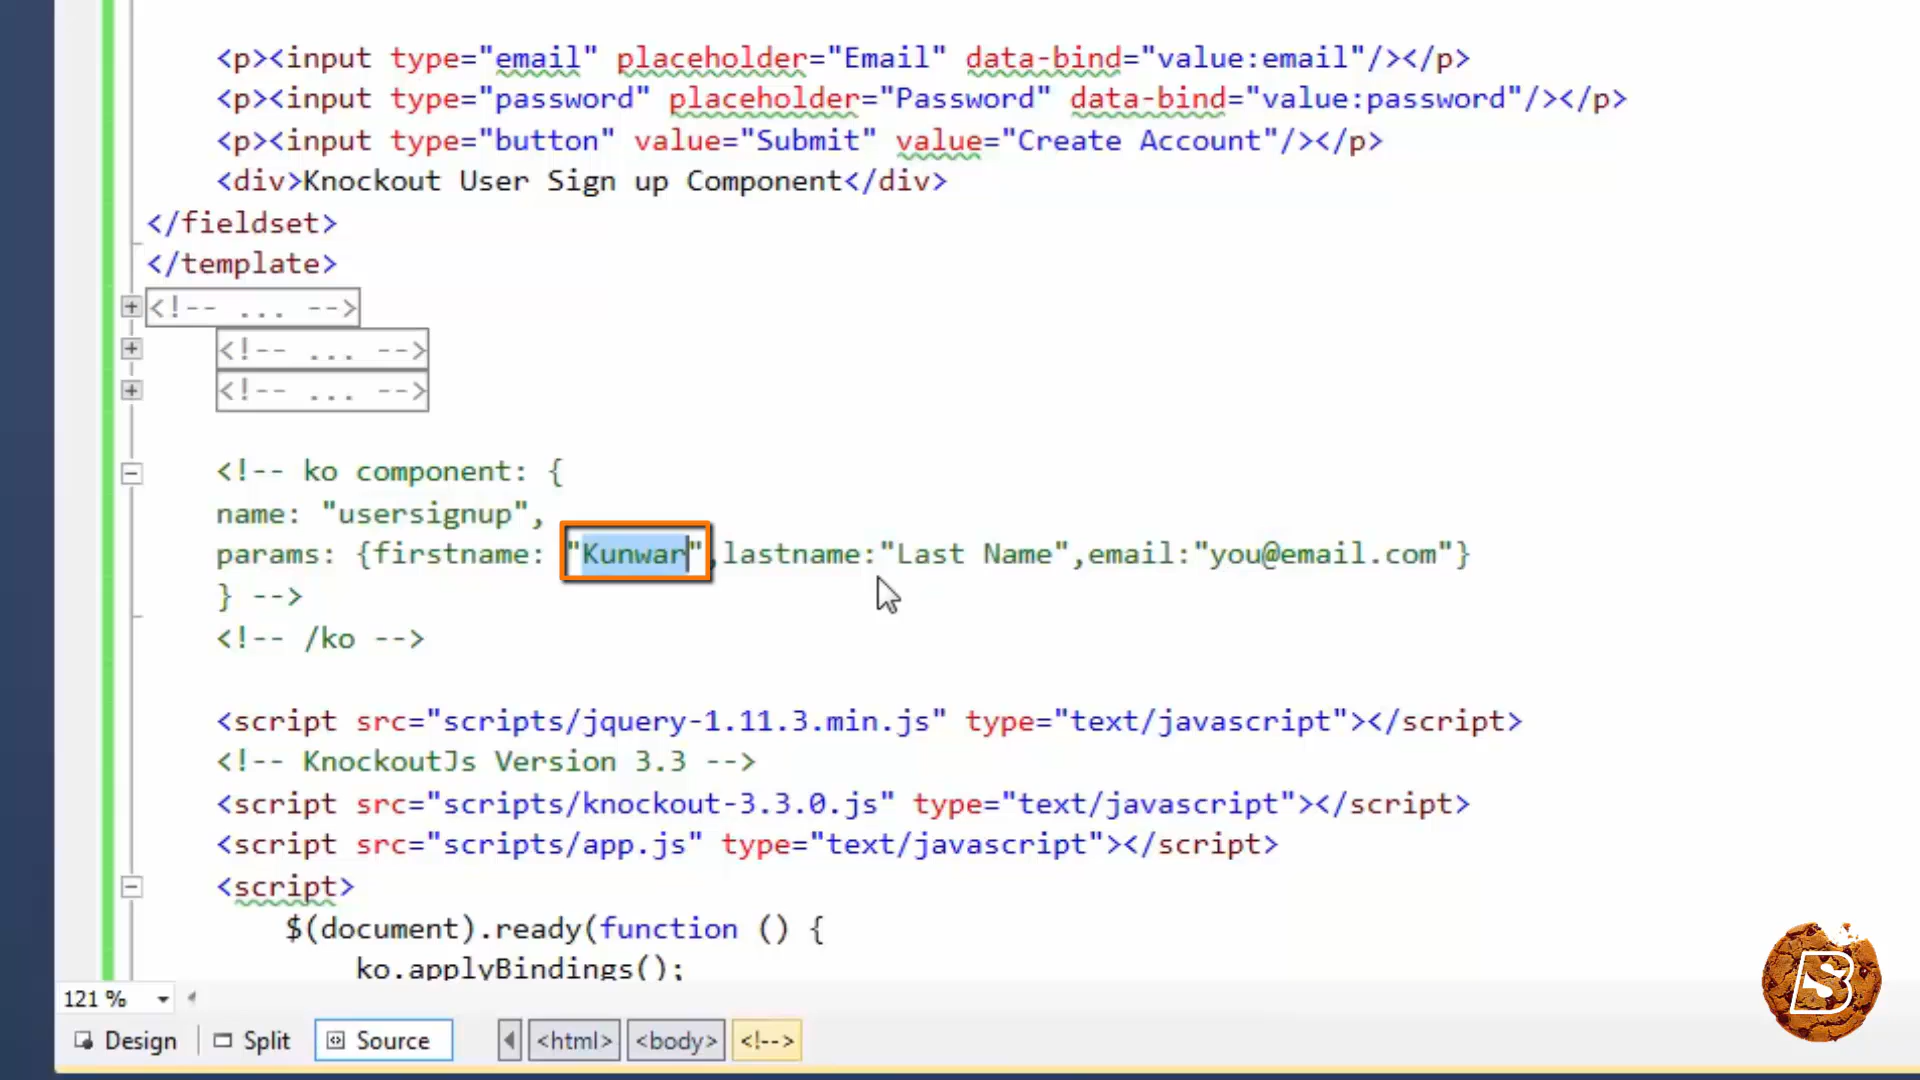 <p><input type="email" placeholder="Email" data-bind="value:email"/></p>
<p><input type="password" placeholder="Password" data-bind="value:password"/></p>
<p><input type="button" value="Submit" value="Create Account"/></p>
<div>Knockout User Sign up Component</div>
</fieldset>
</template>
<!-- ... -->
<!-- ... -->
<!-- ... -->
<!-- ko component: {
name: "usersignup",
params: {firstname: "Kunwar",lastname:"Last Name",email:"you@email.com"}
} -->
<!-- /ko -->
<script src="scripts/jquery-1.11.3.min.js" type="text/javascript"></script>
<!-- KnockoutJs Version 3.3 -->
<script src="scripts/knockout-3.3.0.js" type="text/javascript"></script>
<script src="scripts/app.js" type="text/javascript"></script>
<script>
$(document).ready(function () {
ko.applyBindings();
121 %
Design Split Source <html> <body> <!-->
BS